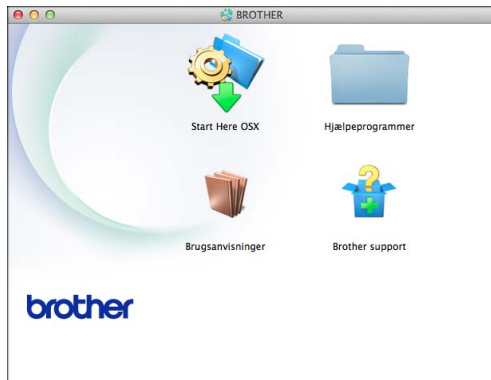 BROTHER
Start Here OSX
Hjælpeprogrammer
Brugsanvisninger
Brother support
brother